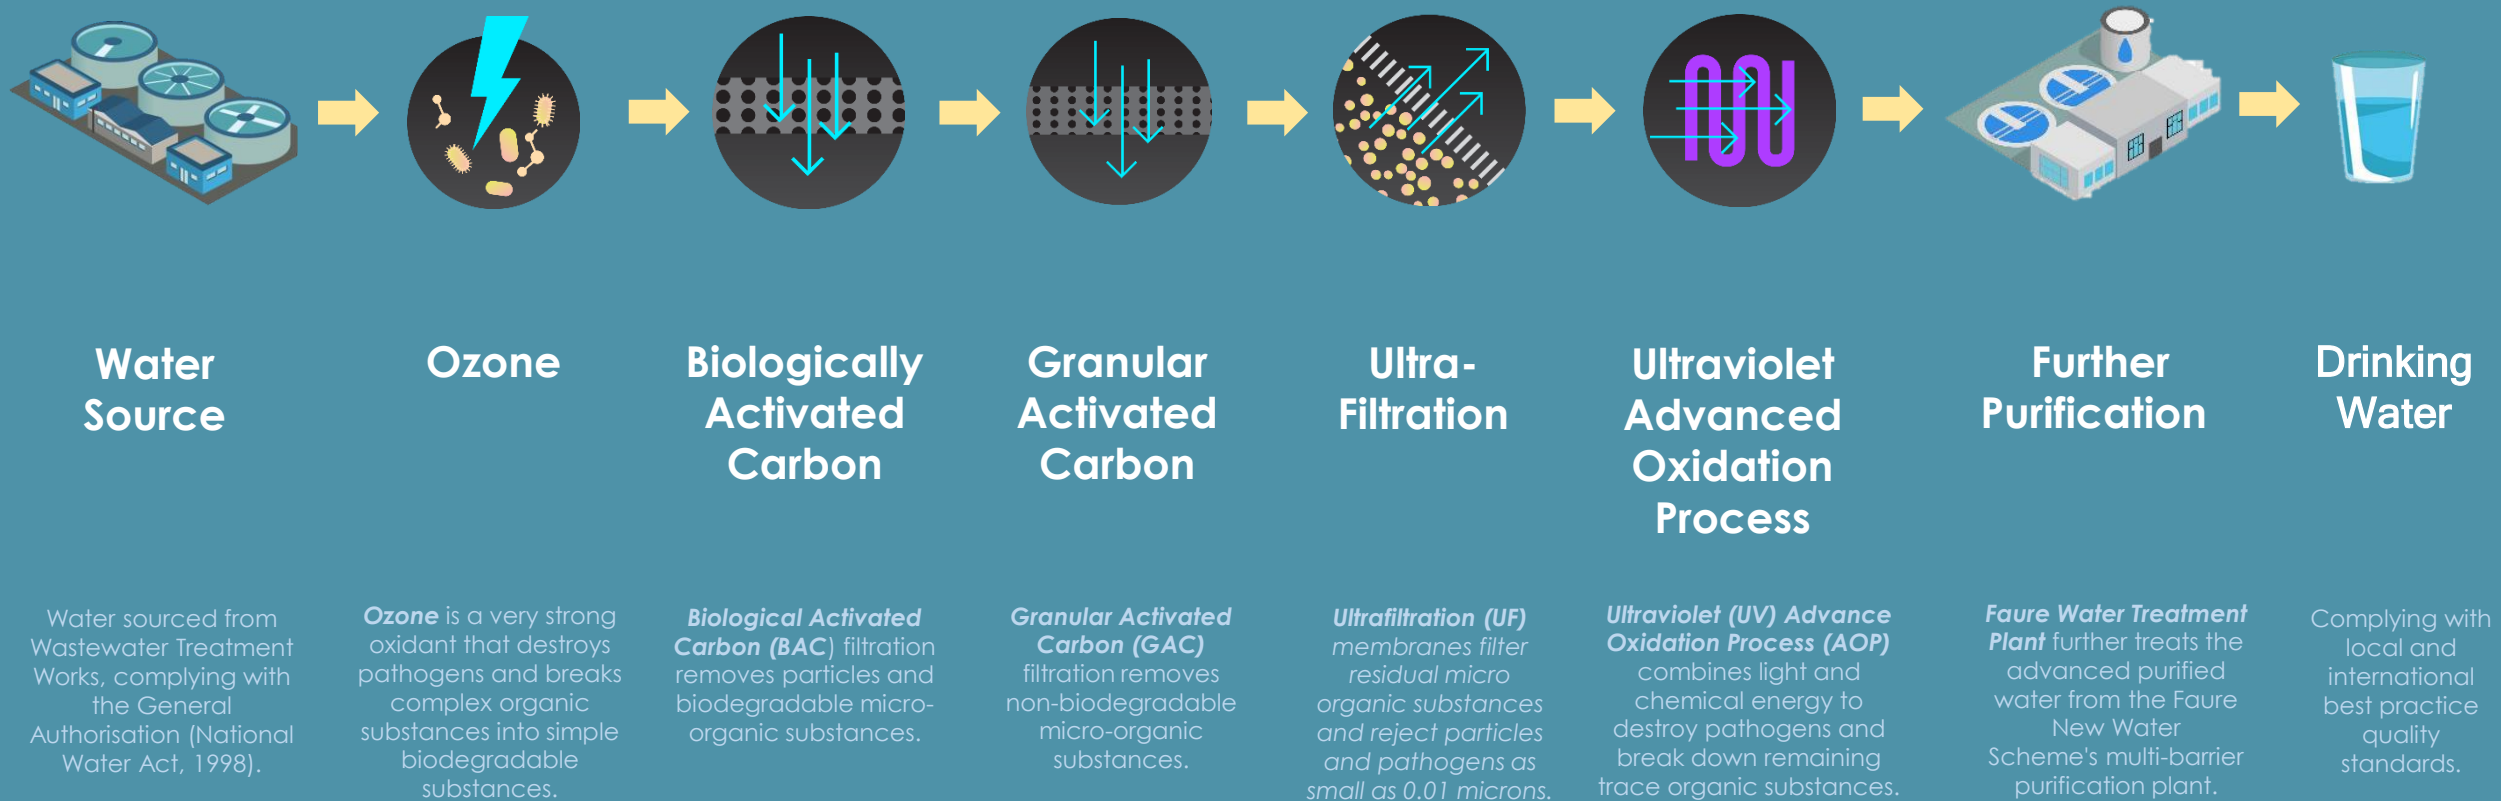 Water
Source
Ozone
Biologically
Activated
Carbon
Granular
Activated
Carbon
Ultra-
Filtration
Ultraviolet
Advanced
Oxidation
Process
Further
Purification
Drinking
Water
Water sourced from
Wastewater Treatment
Works, complying with
the General
Authorisation (National
Water Act, 1998).
Ozone is a very strong
oxidant that destroys
pathogens and breaks
complex organic
substances into simple
biodegradable
substances.
Biological Activated
Carbon (BAC) filtration
removes particles and
biodegradable micro-
organic substances.
Granular Activated
Carbon (GAC)
filtration removes
non-biodegradable
micro-organic
substances.
Ultrafiltration (UF)
membranes filter
residual micro
organic substances
and reject particles
and pathogens as
small as 0.01 microns.
Ultraviolet (UV) Advance
Oxidation Process (AOP)
combines light and
chemical energy to
destroy pathogens and
break down remaining
trace organic substances.
Faure Water Treatment
Plant further treats the
advanced purified
water from the Faure
New Water
Scheme's multi-barrier
purification plant.
Complying with
local and
international
best practice
quality
standards.